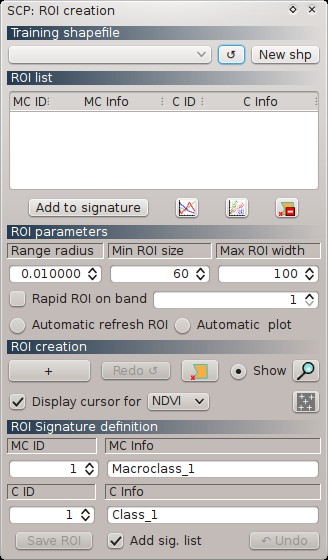 SCP: ROI creation
Training shapefile
New shp
ROI list
MC ID MC Info C ID C Info
Add to signature
ROI parameters
Range radius Min ROI size Max ROI width
0.010000 60 100
Rapid ROI on band 1
Automatic refresh ROI Automatic plot
ROI creation
+ Redo ↺ Show
Display cursor for NDVI
ROI Signature definition
MC ID MC Info
1 Macroclass_1
C ID C Info
1 Class_1
Save ROI Add sig. list ↶ Undo